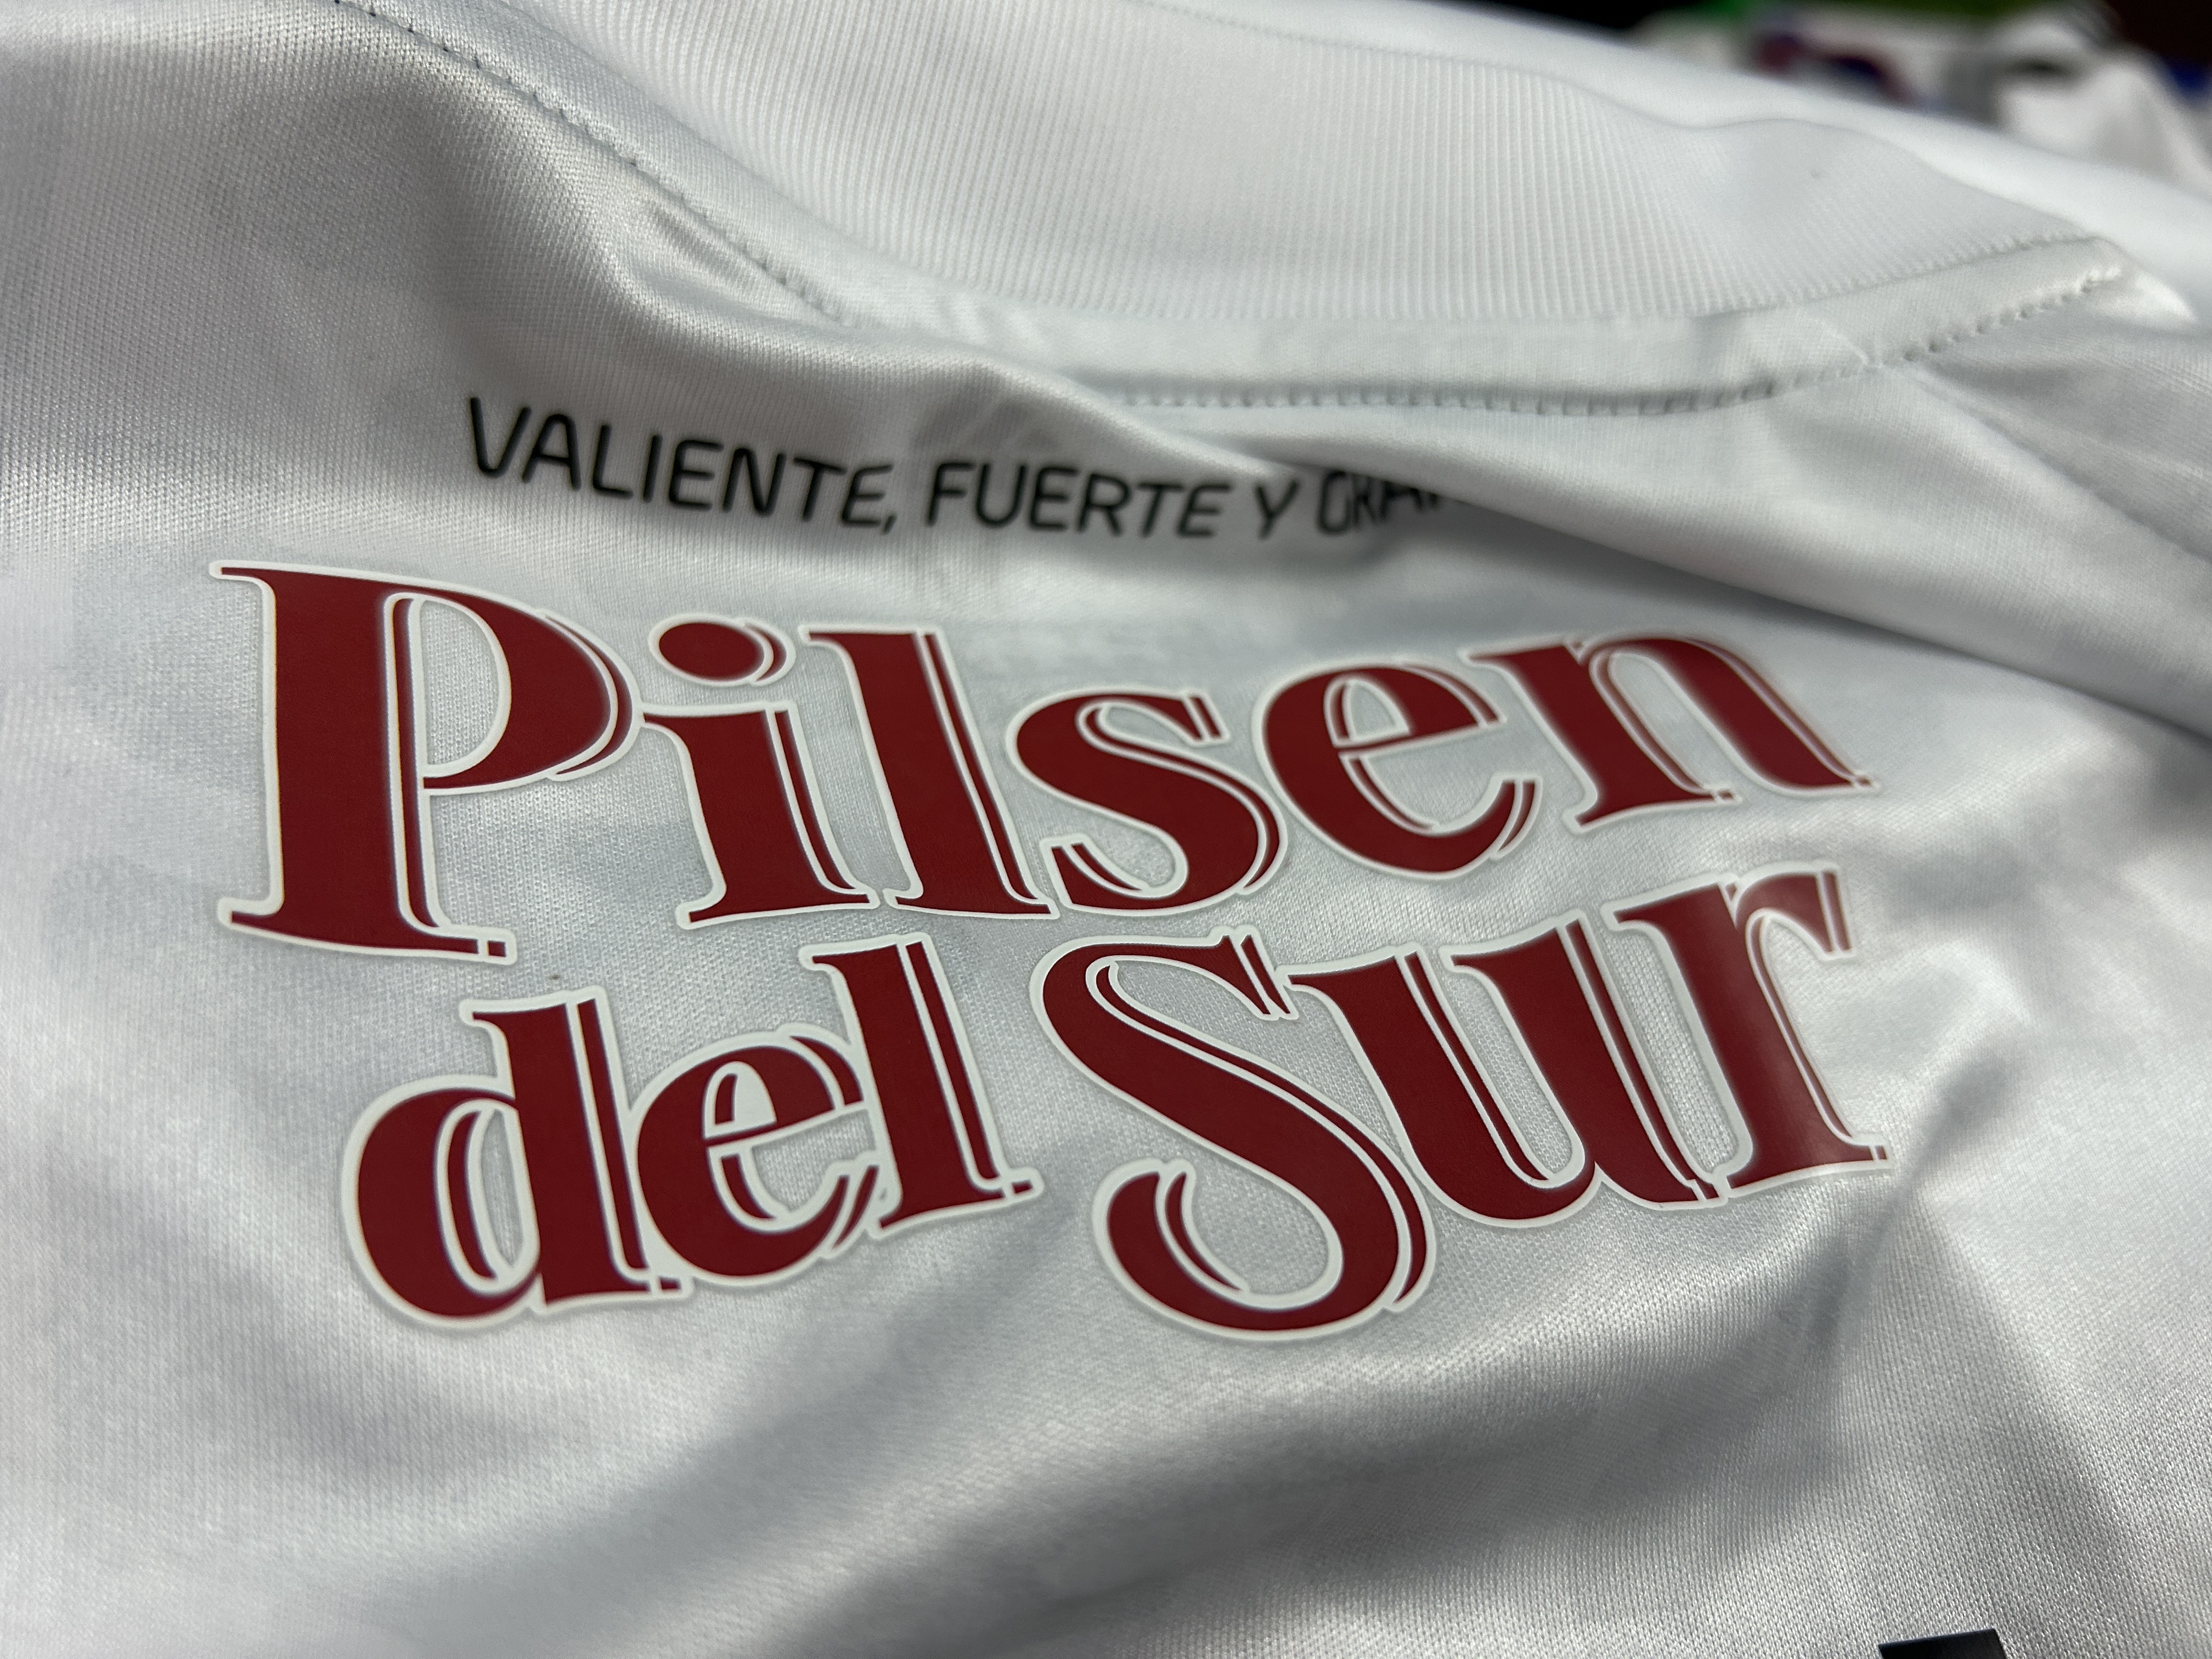 VALIENTE, FUERTE Y
Pilsen
del Sur